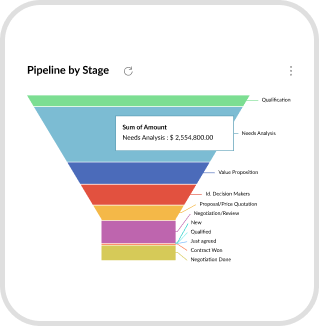 Pipeline by Stage
Qualification
Sum of Amount
Needs Analysis : $ 2,554.800.00
Needs Analysis
Value Proposition
Id. Decision Makers
Proposal/Price Quotation
Negotiation/Review
New
Qualified
Just agreed
Contract Won
Negotiation Done